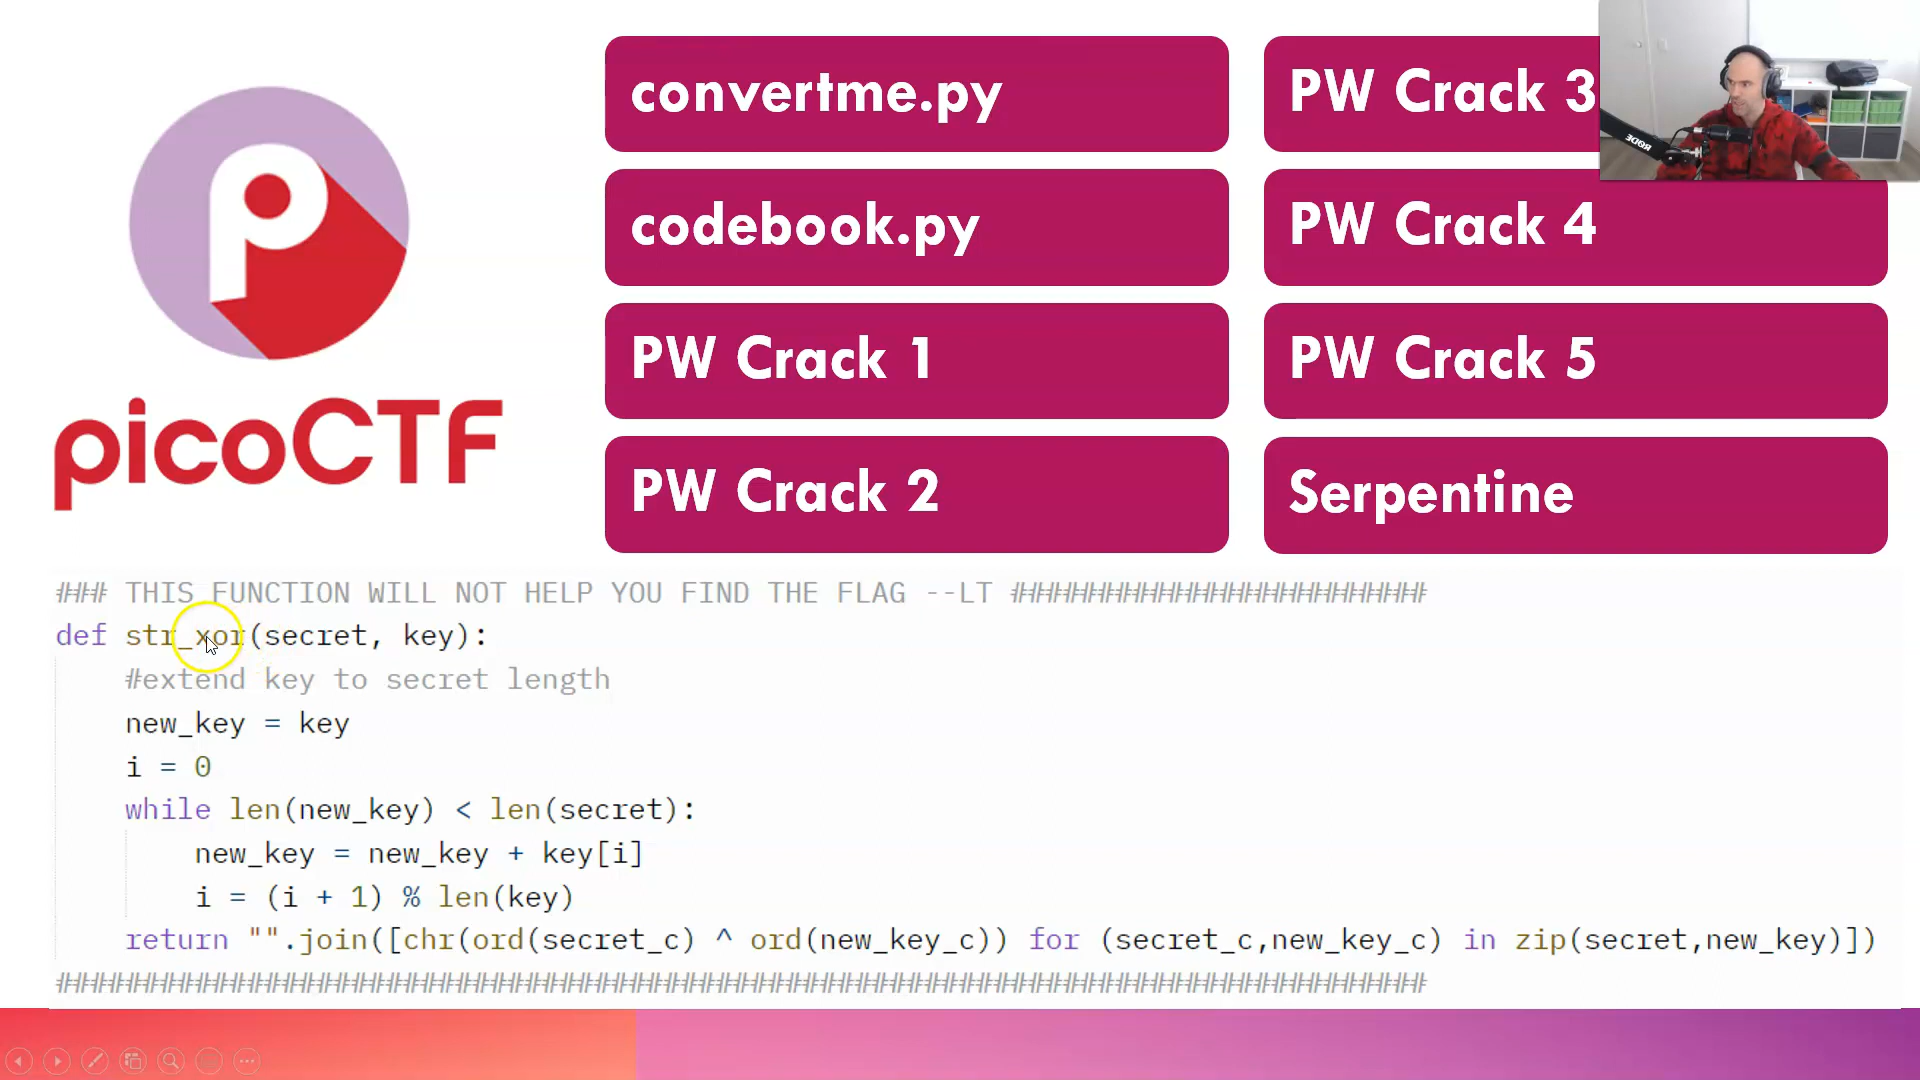 picoCTF
convertme.py
codebook.py
PW Crack 1
PW Crack 2
PW Crack 3
PW Crack 4
PW Crack 5
Serpentine
RØDE
### THIS FUNCTION WILL NOT HELP YOU FIND THE FLAG --LT ########################
def str_xor(secret, key):
    #extend key to secret length
    new_key = key
    i = 0
    while len(new_key) < len(secret):
        new_key = new_key + key[i]
        i = (i + 1) % len(key)
    return "".join([chr(ord(secret_c) ^ ord(new_key_c)) for (secret_c,new_key_c) in zip(secret,new_key)])
###############################################################################